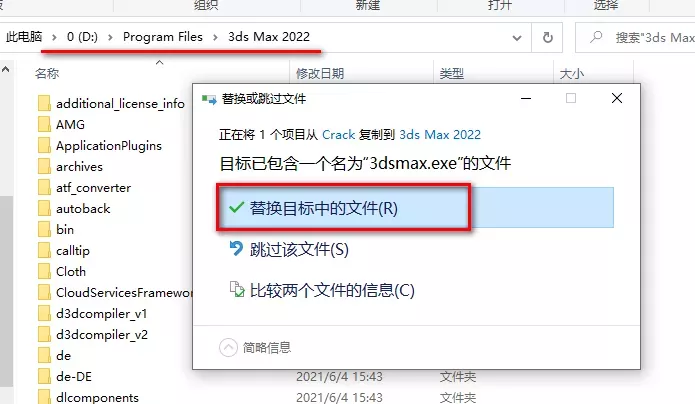 组织
新建
打开
选择
此电脑 › 0 (D:) › Program Files › 3ds Max 2022
搜索"3ds Max
名称 修改日期 类型 大小
additional_license_info
AMG
ApplicationPlugins
archives
atf_converter
autoback
bin
calltip
Cloth
CloudServicesFramew
d3dcompiler_v1
d3dcompiler_v2
de
de-DE 2021/6/4 15:43 文件夹
dlcomponents 2021/6/4 15:43 文件夹
替换或跳过文件
正在将 1 个项目从 Crack 复制到 3ds Max 2022
目标已包含一个名为"3dsmax.exe"的文件
替换目标中的文件(R)
跳过该文件(S)
比较两个文件的信息(C)
简略信息